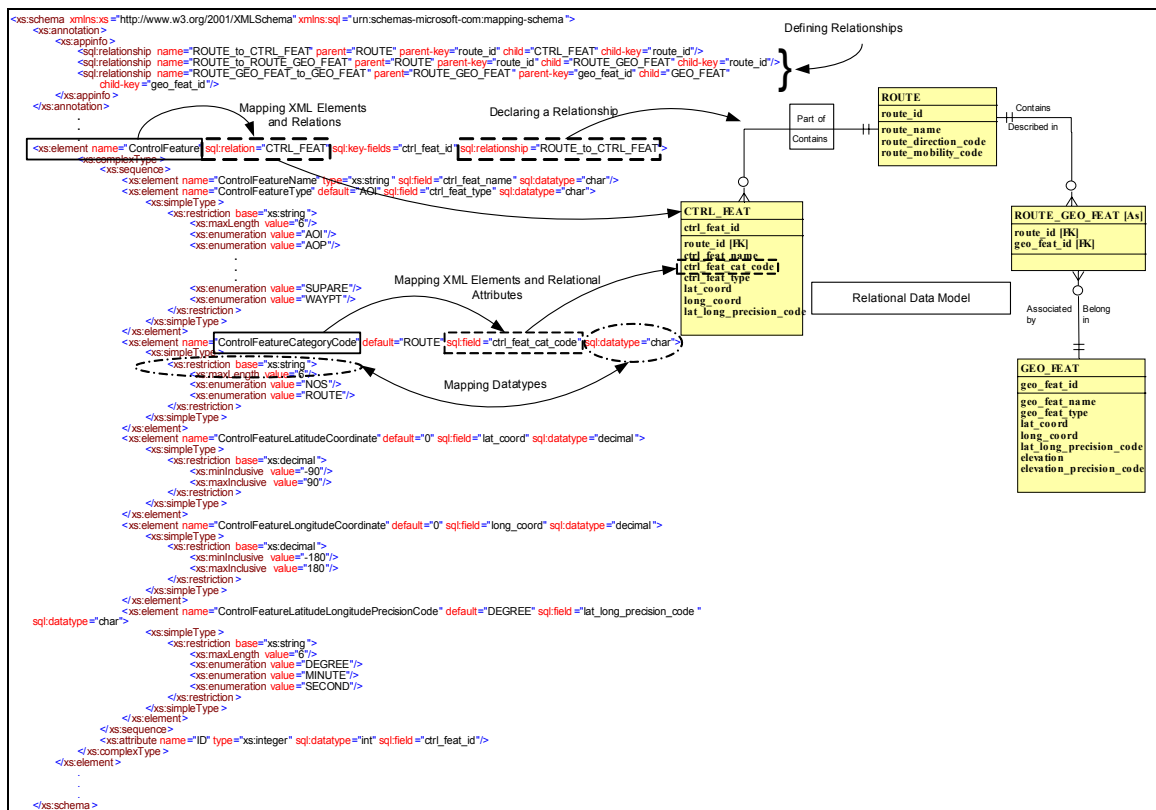 <xs:schema xmlns:xs="http://www.w3.org/2001/XMLSchema" xmlns:sql="urn:schemas-microsoft-com:mapping-schema">
<xs:annotation>
<xs:appinfo>
<sql:relationship name="ROUTE_to_CTRL_FEAT" parent="ROUTE" parent-key="route_id" child="CTRL_FEAT" child-key="route_id"/>
<sql:relationship name="ROUTE_to_ROUTE_GEO_FEAT" parent="ROUTE" parent-key="route_id" child="ROUTE_GEO_FEAT" child-key="route_id"/>
<sql:relationship name="ROUTE_GEO_FEAT_to_GEO_FEAT" parent="ROUTE_GEO_FEAT" parent-key="geo_feat_id" child="GEO_FEAT"
child-key="geo_feat_id"/>
</xs:appinfo>
</xs:annotation>
.
.
.
<xs:element name="ControlFeature" sql:relation="CTRL_FEAT" sql:key-fields="ctrl_feat_id" sql:relationship="ROUTE_to_CTRL_FEAT">
<xs:complexType>
<xs:sequence>
<xs:element name="ControlFeatureName" type="xs:string" sql:field="ctrl_feat_name" sql:datatype="char"/>
<xs:element name="ControlFeatureType" default="AOI" sql:field="ctrl_feat_type" sql:datatype="char">
<xs:simpleType>
<xs:restriction base="xs:string">
<xs:maxLength value="6"/>
<xs:enumeration value="AOI"/>
<xs:enumeration value="AOP"/>
.
.
.
<xs:enumeration value="SUPARE"/>
<xs:enumeration value="WAYPT"/>
</xs:restriction>
</xs:simpleType>
</xs:element>
<xs:element name="ControlFeatureCategoryCode" default="ROUTE" sql:field="ctrl_feat_cat_code" sql:datatype="char">
<xs:simpleType>
<xs:restriction base="xs:string">
<xs:maxLength value="6"/>
<xs:enumeration value="NOS"/>
<xs:enumeration value="ROUTE"/>
</xs:restriction>
</xs:simpleType>
</xs:element>
<xs:element name="ControlFeatureLatitudeCoordinate" default="0" sql:field="lat_coord" sql:datatype="decimal">
<xs:simpleType>
<xs:restriction base="xs:decimal">
<xs:minInclusive value="-90"/>
<xs:maxInclusive value="90"/>
</xs:restriction>
</xs:simpleType>
</xs:element>
<xs:element name="ControlFeatureLongitudeCoordinate" default="0" sql:field="long_coord" sql:datatype="decimal">
<xs:simpleType>
<xs:restriction base="xs:decimal">
<xs:minInclusive value="-180"/>
<xs:maxInclusive value="180"/>
</xs:restriction>
</xs:simpleType>
</xs:element>
<xs:element name="ControlFeatureLatitudeLongitudePrecisionCode" default="DEGREE" sql:field="lat_long_precision_code"
sql:datatype="char">
<xs:simpleType>
<xs:restriction base="xs:string">
<xs:maxLength value="6"/>
<xs:enumeration value="DEGREE"/>
<xs:enumeration value="MINUTE"/>
<xs:enumeration value="SECOND"/>
</xs:restriction>
</xs:simpleType>
</xs:element>
</xs:sequence>
<xs:attribute name="ID" type="xs:integer" sql:datatype="int" sql:field="ctrl_feat_id"/>
</xs:complexType>
</xs:element>
.
.
.
</xs:schema>
Defining Relationships
Mapping XML Elements
and Relations
Declaring a Relationship
Mapping XML Elements and Relational
Attributes
Mapping Datatypes
Part of
Contains
ROUTE
route_id
route_name
route_direction_code
route_mobility_code
Contains
Described in
CTRL_FEAT
ctrl_feat_id
route_id [FK]
ctrl_feat_name
ctrl_feat_cat_code
ctrl_feat_type
lat_coord
long_coord
lat_long_precision_code
ROUTE_GEO_FEAT [As]
route_id [FK]
geo_feat_id [FK]
Relational Data Model
Associated
by
Belong
in
GEO_FEAT
geo_feat_id
geo_feat_name
geo_feat_type
lat_coord
long_coord
lat_long_precision_code
elevation
elevation_precision_code